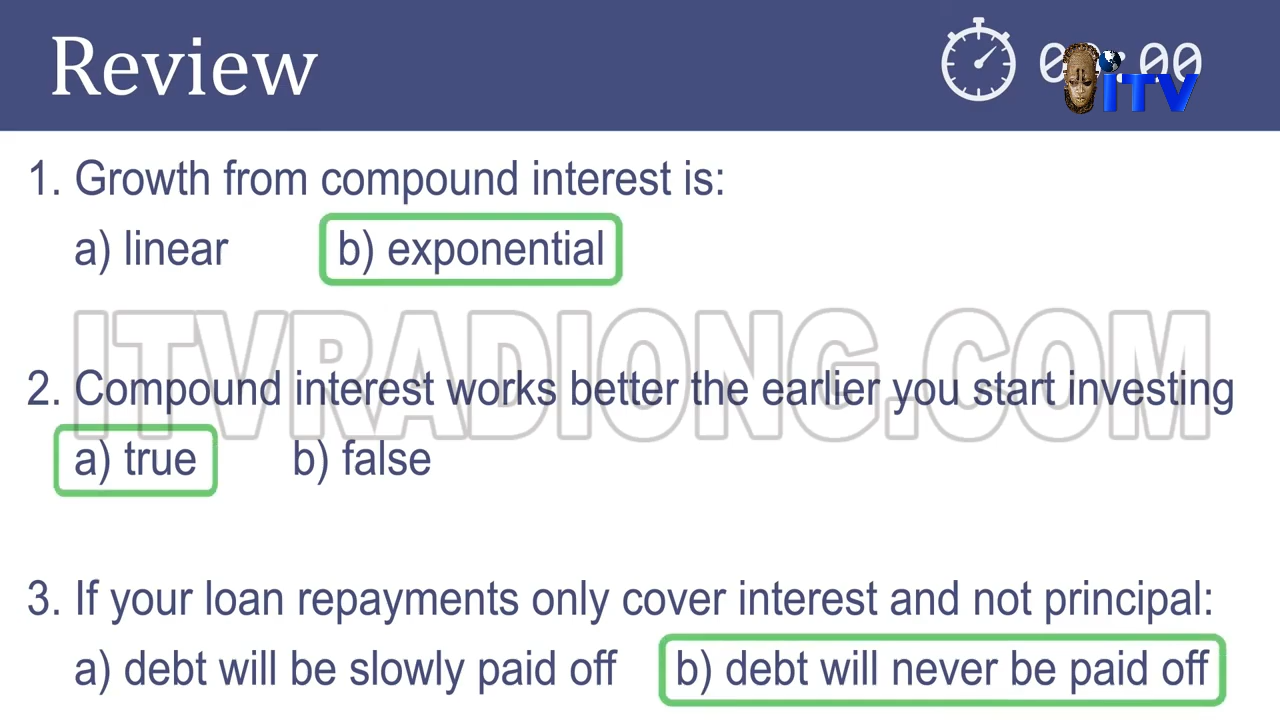 Review
iTV
1. Growth from compound interest is:
a) linear b) exponential
ITVRADIONG.COM
2. Compound interest works better the earlier you start investing
a) true b) false
3. If your loan repayments only cover interest and not principal:
a) debt will be slowly paid off b) debt will never be paid off